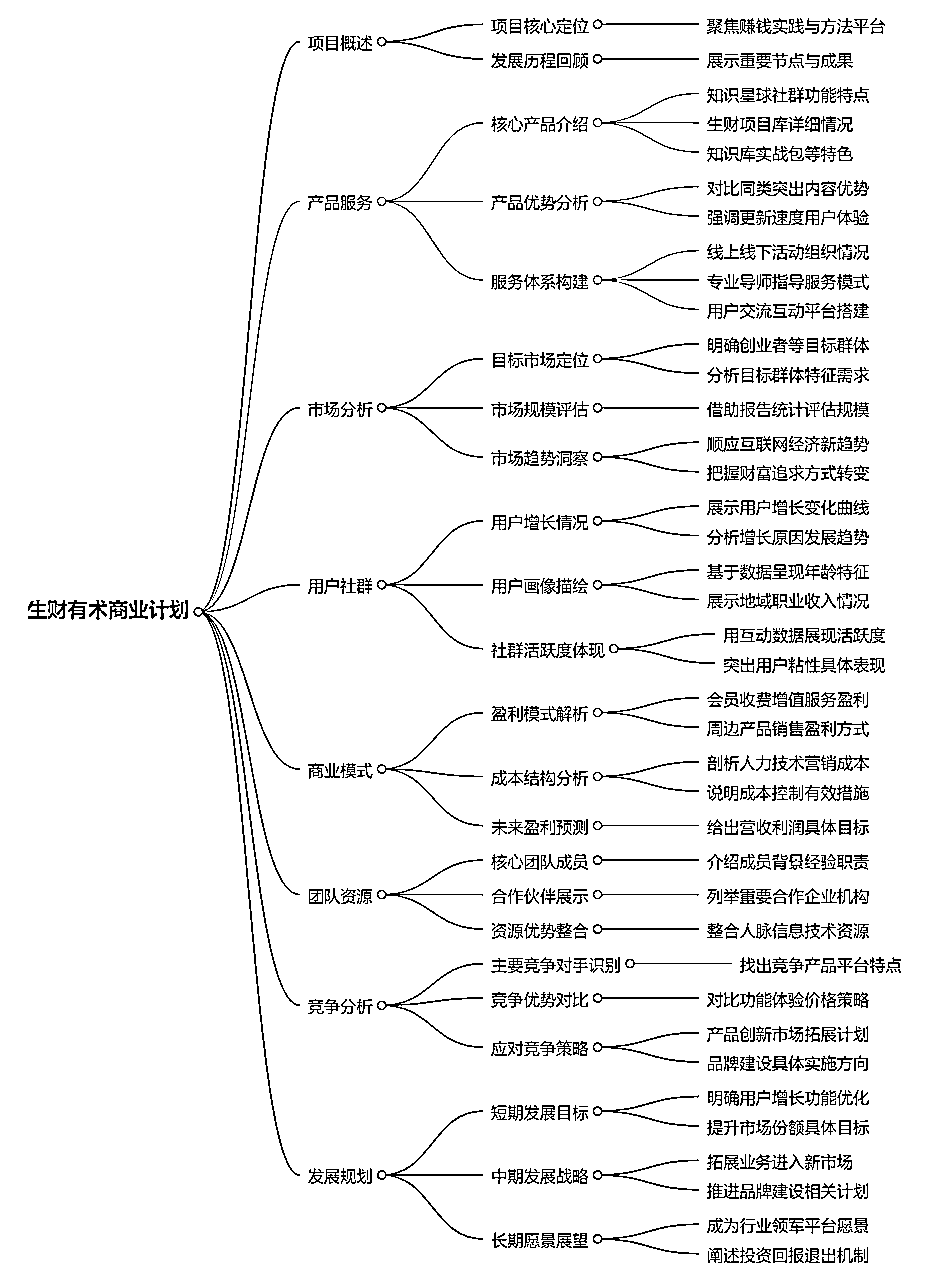 生财有术商业计划
项目概述
项目核心定位
聚焦赚钱实践与方法平台
发展历程回顾
展示重要节点与成果
产品服务
核心产品介绍
知识星球社群功能特点
生财项目库详细情况
知识库实战包等特色
产品优势分析
对比同类突出内容优势
强调更新速度用户体验
服务体系构建
线上线下活动组织情况
专业导师指导服务模式
用户交流互动平台搭建
市场分析
目标市场定位
明确创业者等目标群体
分析目标群体特征需求
市场规模评估
借助报告统计评估规模
市场趋势洞察
顺应互联网经济新趋势
把握财富追求方式转变
用户社群
用户增长情况
展示用户增长变化曲线
分析增长原因发展趋势
用户画像描绘
基于数据呈现年龄特征
展示地域职业收入情况
社群活跃度体现
用互动数据展现活跃度
突出用户粘性具体表现
商业模式
盈利模式解析
会员收费增值服务盈利
周边产品销售盈利方式
成本结构分析
剖析人力技术营销成本
说明成本控制有效措施
未来盈利预测
给出营收利润具体目标
团队资源
核心团队成员
介绍成员背景经验职责
合作伙伴展示
列举重要合作企业机构
资源优势整合
整合人脉信息技术资源
竞争分析
主要竞争对手识别
找出竞争产品平台特点
竞争优势对比
对比功能体验价格策略
应对竞争策略
产品创新市场拓展计划
品牌建设具体实施方向
发展规划
短期发展目标
明确用户增长功能优化
提升市场份额具体目标
中期发展战略
拓展业务进入新市场
推进品牌建设相关计划
长期愿景展望
成为行业领军平台愿景
阐述投资回报退出机制